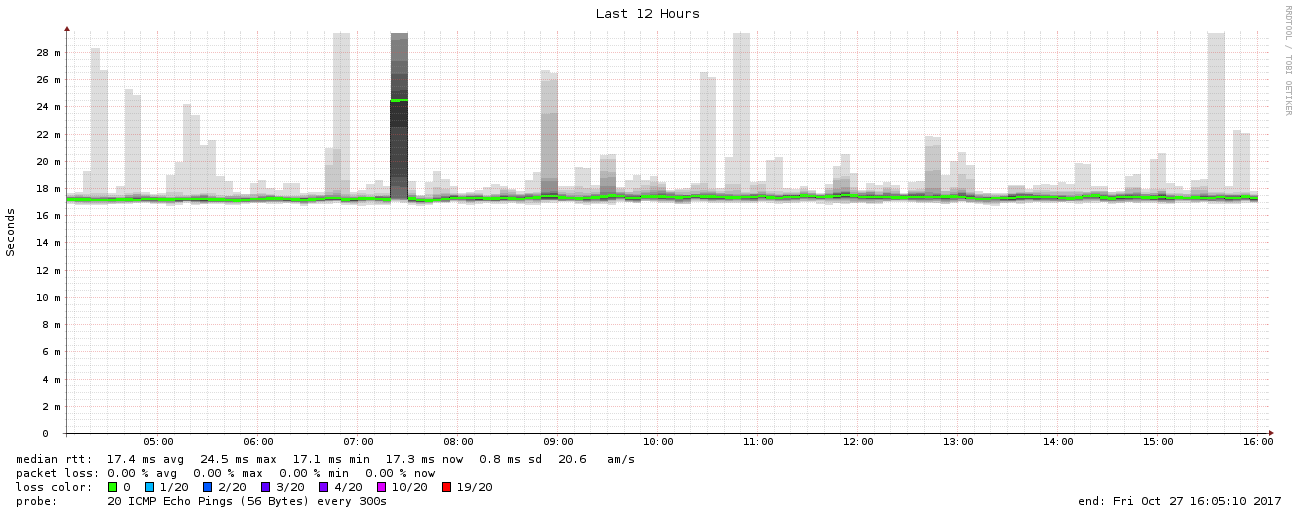 Last 12 Hours
RRDTOOL / TOBI OETIKER
Seconds
28 m
26 m
24 m
22 m
20 m
18 m
16 m
14 m
12 m
10 m
8 m
6 m
4 m
2 m
0
05:00 06:00 07:00 08:00 09:00 10:00 11:00 12:00 13:00 14:00 15:00 16:00
median rtt: 17.4 ms avg 24.5 ms max 17.1 ms min 17.3 ms now 0.8 ms sd 20.6 am/s
packet loss: 0.00 % avg 0.00 % max 0.00 % min 0.00 % now
loss color: 0 1/20 2/20 3/20 4/20 10/20 19/20
probe: 20 ICMP Echo Pings (56 Bytes) every 300s end: Fri Oct 27 16:05:10 2017